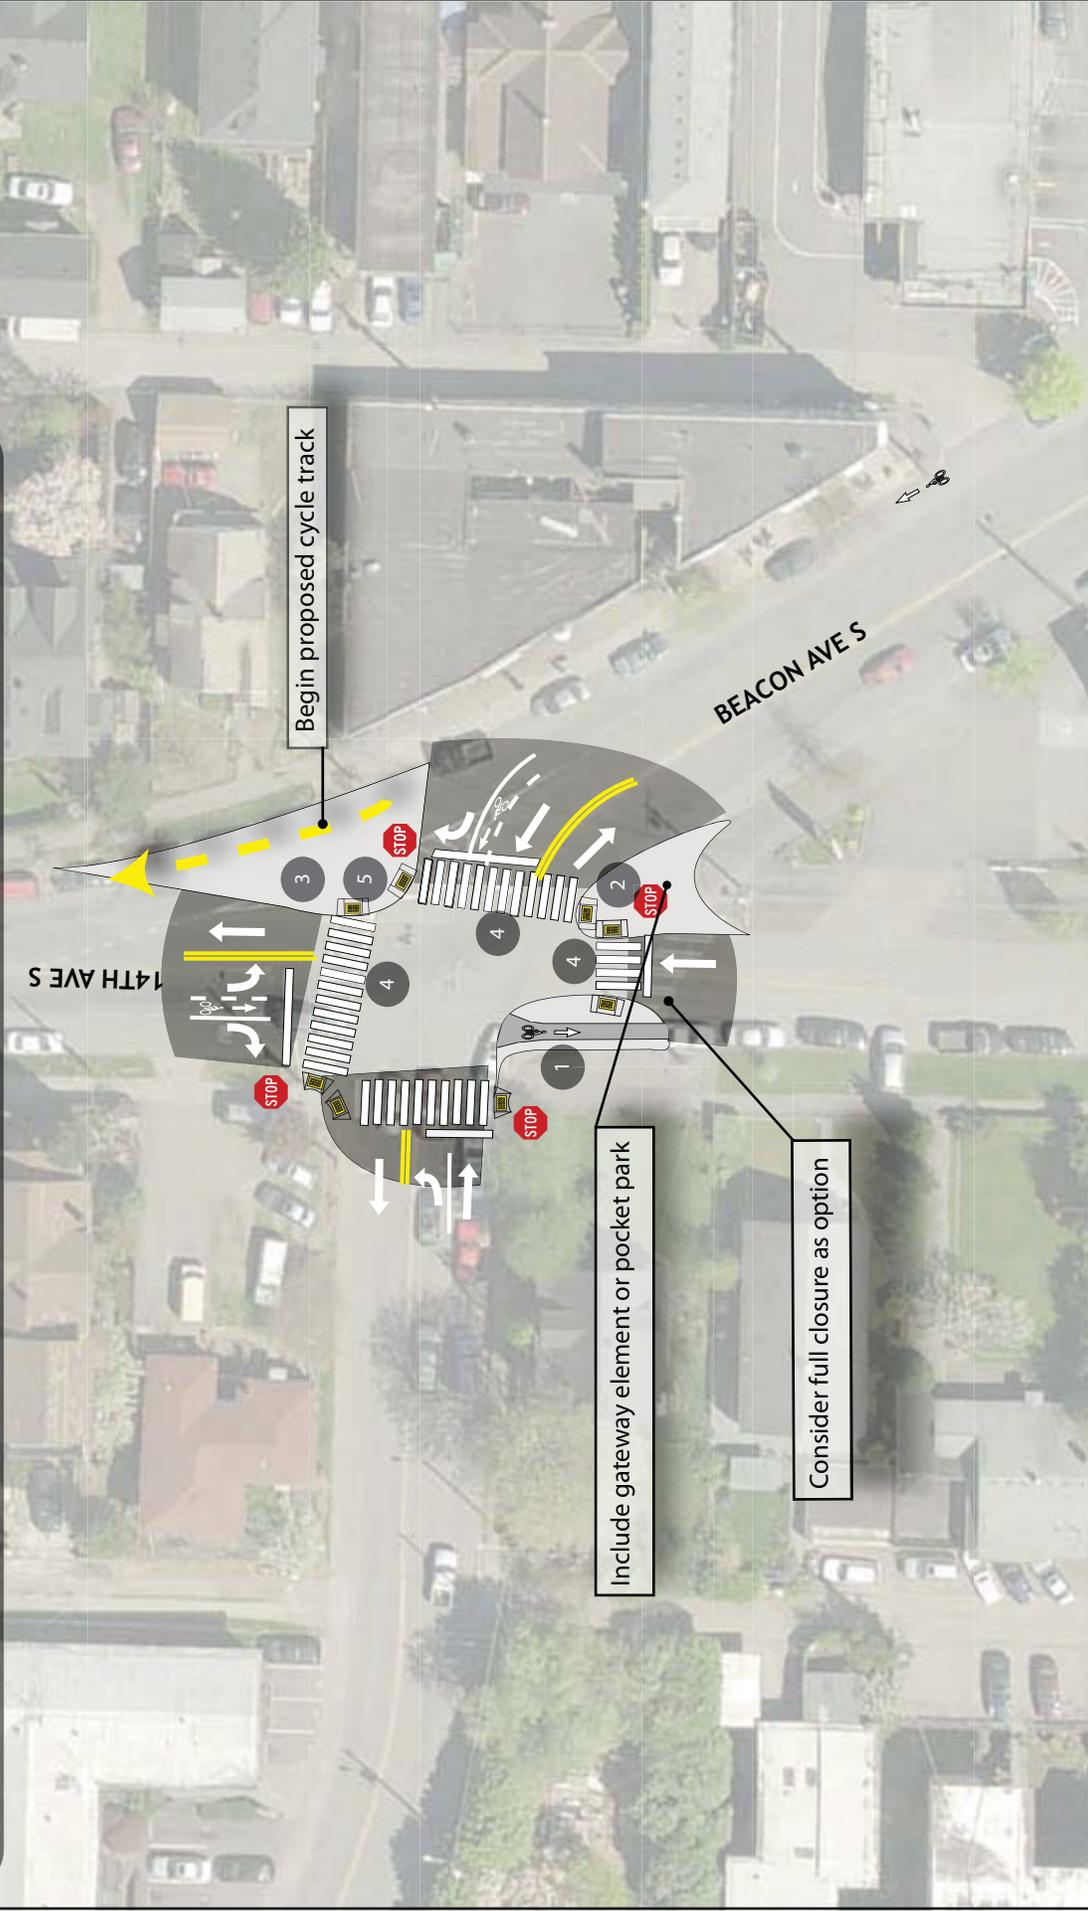 14TH AVE S
Begin proposed cycle track
BEACON AVE S
STOP
STOP
STOP
STOP
3
5
2
4
4
4
1
Include gateway element or pocket park
Consider full closure as option